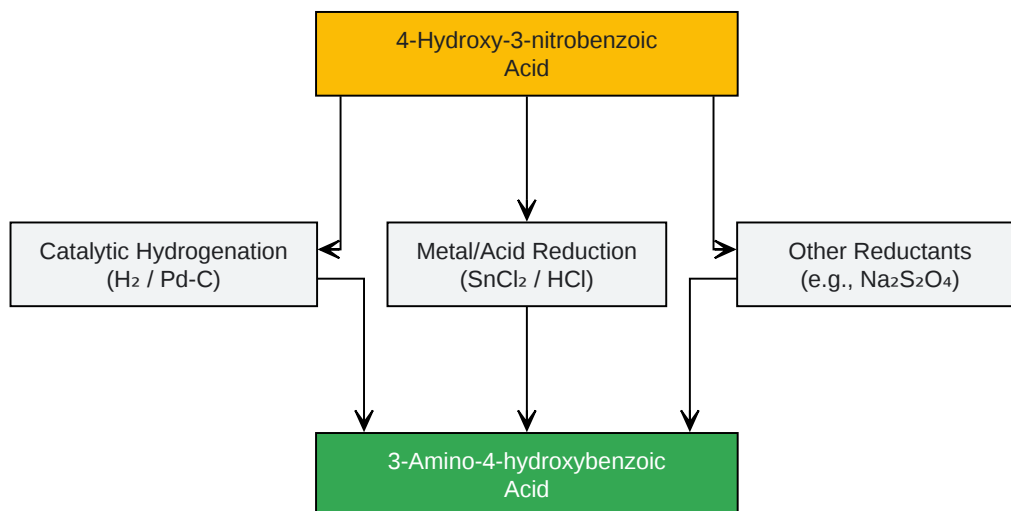 4-Hydroxy-3-nitrobenzoic
Acid
Catalytic Hydrogenation
(H₂ / Pd-C)
Metal/Acid Reduction
(SnCl₂ / HCl)
Other Reductants
(e.g., Na₂S₂O₄)
3-Amino-4-hydroxybenzoic
Acid